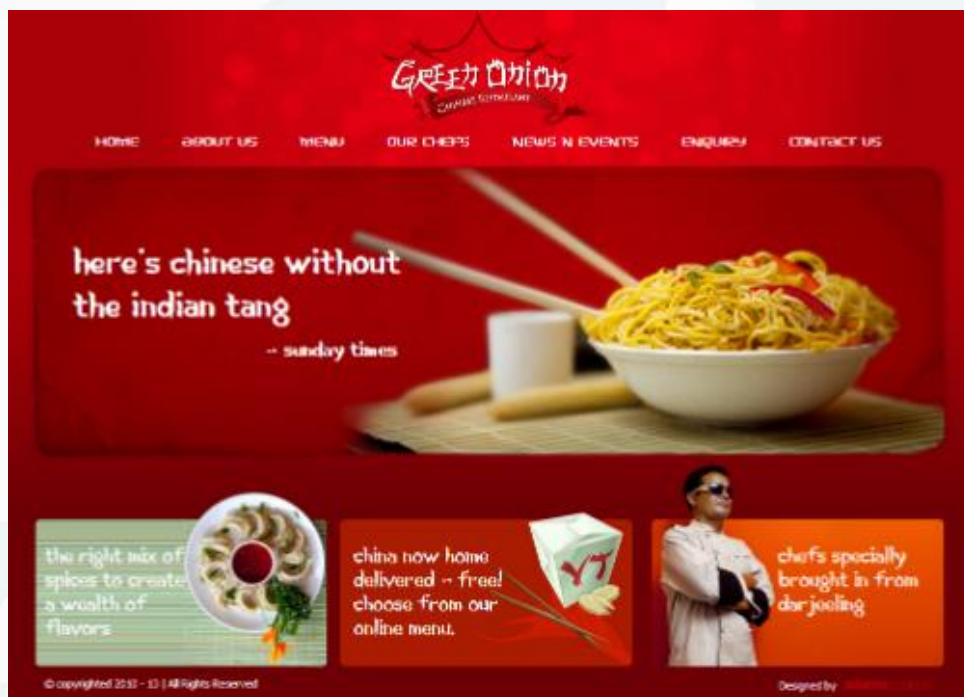 GREEN ONION
CHINESE RESTAURANT
HOME ABOUT US MENU OUR CHEFS NEWS N EVENTS ENQUIRY CONTACT US
here's chinese without
the indian tang
-- sunday times
the right mix of
spices to create
a wealth of
flavors
china now home
delivered -- free!
choose from our
online menu.
chefs specially
brought in from
darjeeling
© copyrighted 2010 - 13 | All Rights Reserved
Designed by